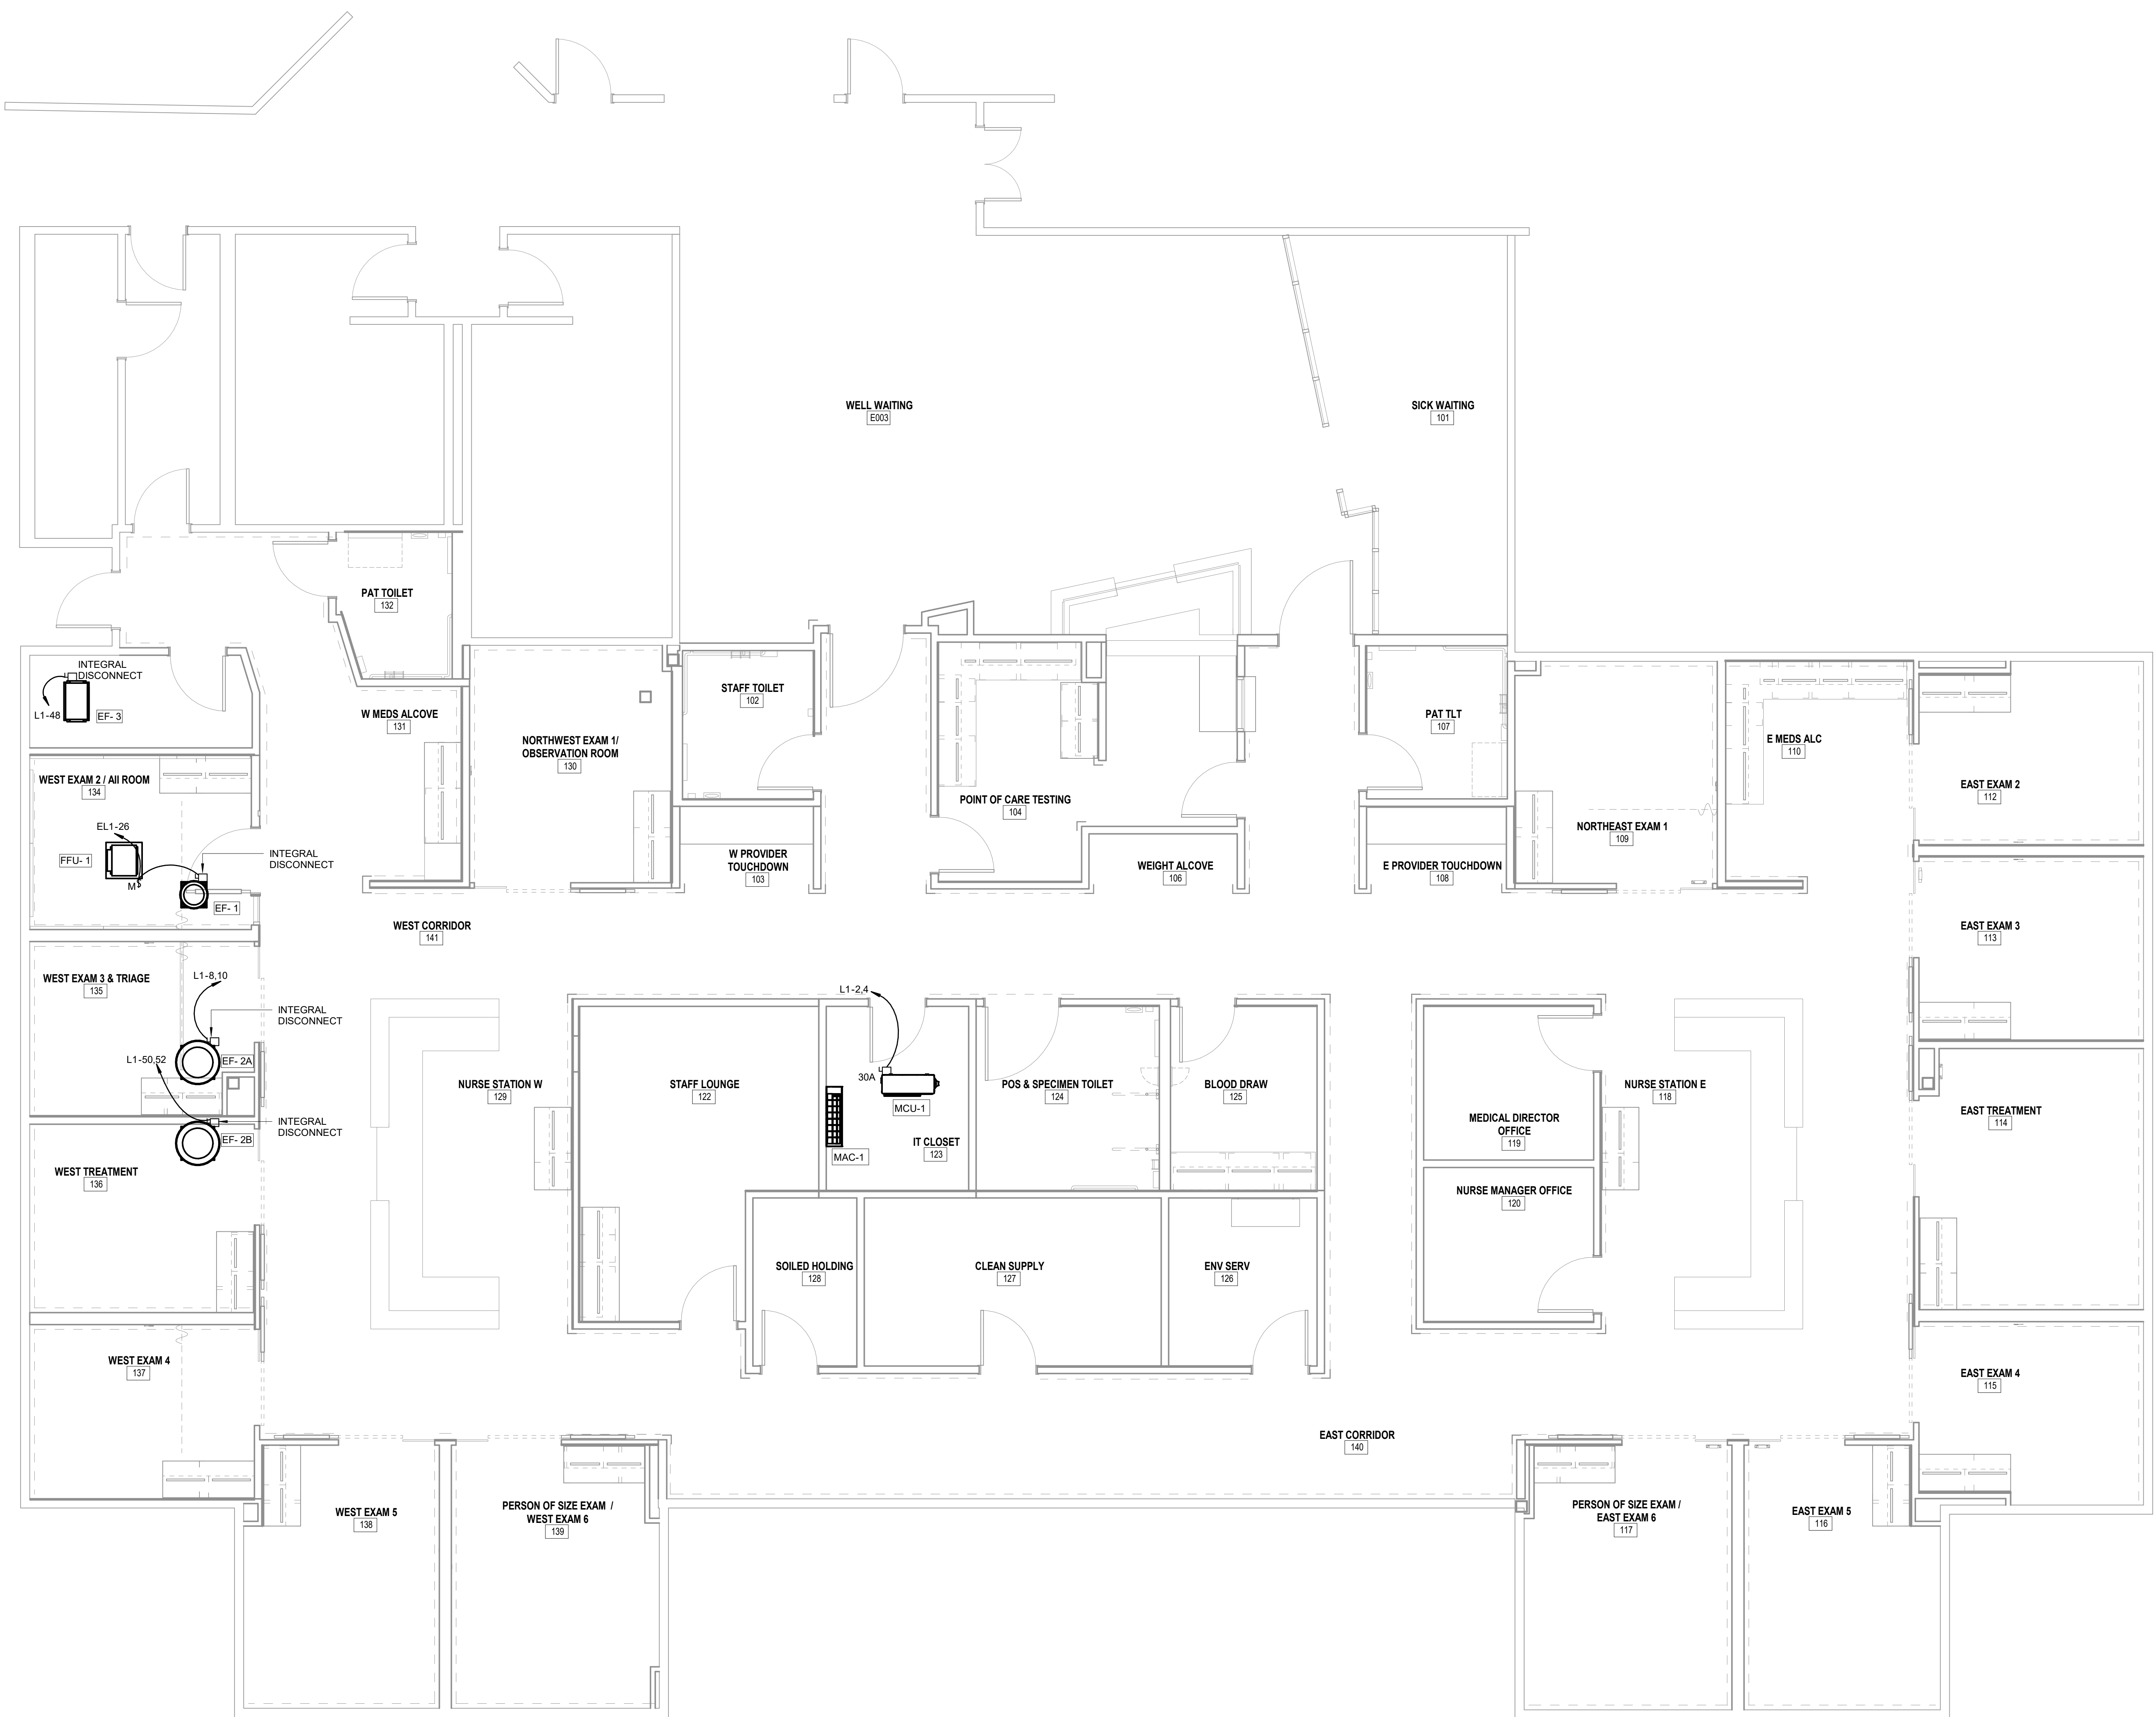 WELL WAITING
E003
SICK WAITING
101
PAT TOILET
132
INTEGRAL
DISCONNECT
L1-48
EF- 3
W MEDS ALCOVE
131
NORTHWEST EXAM 1/
OBSERVATION ROOM
130
STAFF TOILET
102
PAT TLT
107
E MEDS ALC
110
WEST EXAM 2 / AII ROOM
134
EL1-26
FFU- 1
M
INTEGRAL
DISCONNECT
EF- 1
POINT OF CARE TESTING
104
W PROVIDER
TOUCHDOWN
103
WEIGHT ALCOVE
106
E PROVIDER TOUCHDOWN
108
NORTHEAST EXAM 1
109
EAST EXAM 2
112
WEST CORRIDOR
141
EAST EXAM 3
113
WEST EXAM 3 & TRIAGE
135
L1-8,10
INTEGRAL
DISCONNECT
EF- 2A
L1-50,52
INTEGRAL
DISCONNECT
EF- 2B
WEST TREATMENT
136
NURSE STATION W
129
STAFF LOUNGE
122
L1-2,4
30A
MCU-1
MAC-1
IT CLOSET
123
POS & SPECIMEN TOILET
124
BLOOD DRAW
125
MEDICAL DIRECTOR
OFFICE
119
NURSE STATION E
118
EAST TREATMENT
114
NURSE MANAGER OFFICE
120
SOILED HOLDING
128
CLEAN SUPPLY
127
ENV SERV
126
WEST EXAM 4
137
EAST EXAM 4
115
EAST CORRIDOR
140
WEST EXAM 5
138
PERSON OF SIZE EXAM /
WEST EXAM 6
139
PERSON OF SIZE EXAM /
EAST EXAM 6
117
EAST EXAM 5
116